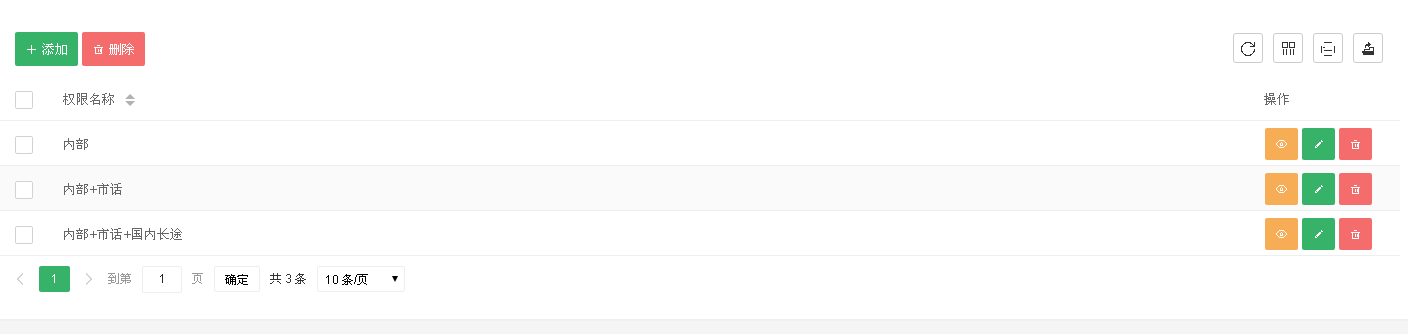 添加 删除
权限名称 操作
内部
内部+市话
内部+市话+国内长途
1 到第 1 页 确定 共 3 条 10 条/页